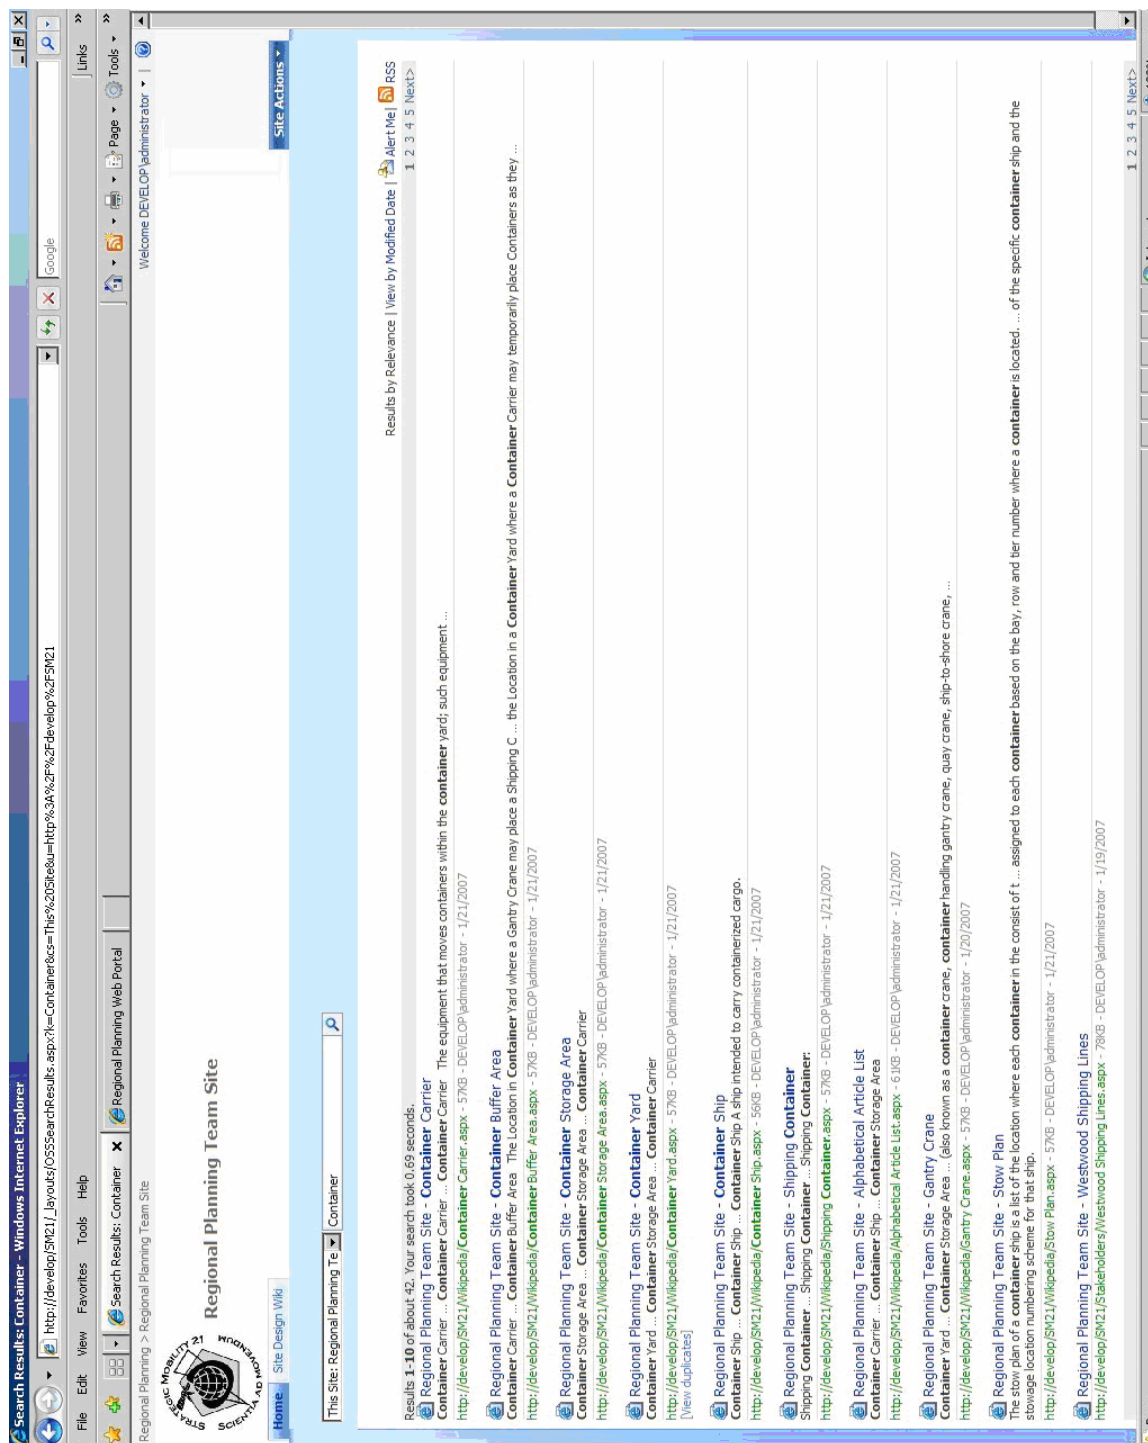 Search Results: Container - Windows Internet Explorer
http://develop/SM21/_layouts/OSSSearchResults.aspx?k=Container&cs=This%20Site&u=http%3A%2F%2Fdevelop%2FSM21
Google
File Edit View Favorites Tools Help
Links
Search Results: Container
Regional Planning Web Portal
Page Tools
Regional Planning > Regional Planning Team Site
Welcome DEVELOP\administrator
STRATEGIC MOBILITY 21
SCIENTIS AD MOVENDUM
Regional Planning Team Site
Home Site Design Wiki
Site Actions
This Site: Regional Planning Te Container
Results by Relevance | View by Modified Date | Alert Me | RSS
Results 1-10 of about 42. Your search took 0.69 seconds.
1 2 3 4 5 Next>
Regional Planning Team Site - Container Carrier
Container Carrier ... Container Carrier ... Container Carrier The equipment that moves containers within the container yard; such equipment ...
http://develop/SM21/Wikipedia/Container Carrier.aspx - 57KB - DEVELOP\administrator - 1/21/2007
Regional Planning Team Site - Container Buffer Area
Container Carrier ... Container Buffer Area The Location in Container Yard where a Gantry Crane may place a Shipping C ... the Location in a Container Yard where a Container Carrier may temporarily place Containers as they ...
http://develop/SM21/Wikipedia/Container Buffer Area.aspx - 57KB - DEVELOP\administrator - 1/21/2007
Regional Planning Team Site - Container Storage Area
Container Storage Area ... Container Storage Area ... Container Carrier
http://develop/SM21/Wikipedia/Container Storage Area.aspx - 57KB - DEVELOP\administrator - 1/21/2007
Regional Planning Team Site - Container Yard
Container Yard ... Container Storage Area ... Container Carrier
http://develop/SM21/Wikipedia/Container Yard.aspx - 57KB - DEVELOP\administrator - 1/21/2007
[View duplicates]
Regional Planning Team Site - Container Ship
Container Ship ... Container Ship ... Container Ship A ship intended to carry containerized cargo.
http://develop/SM21/Wikipedia/Container Ship.aspx - 56KB - DEVELOP\administrator - 1/21/2007
Regional Planning Team Site - Shipping Container
Shipping Container ... Shipping Container ... Shipping Container:
http://develop/SM21/Wikipedia/Shipping Container.aspx - 57KB - DEVELOP\administrator - 1/21/2007
Regional Planning Team Site - Alphabetical Article List
Container Carrier ... Container Ship ... Container Storage Area
http://develop/SM21/Wikipedia/Alphabetical Article List.aspx - 61KB - DEVELOP\administrator - 1/21/2007
Regional Planning Team Site - Gantry Crane
Container Yard ... Container Storage Area ... (also known as a container crane, container handling gantry crane, quay crane, ship-to-shore crane, ...
http://develop/SM21/Wikipedia/Gantry Crane.aspx - 57KB - DEVELOP\administrator - 1/20/2007
Regional Planning Team Site - Stow Plan
The stow plan of a container ship is list of the location where each container in the consist of t ... assigned to each container based on the bay, row and tier number where a container is located. ... of the specific container ship and the
stowage location numbering scheme for that ship.
http://develop/SM21/Wikipedia/Stow Plan.aspx - 57KB - DEVELOP\administrator - 1/21/2007
Regional Planning Team Site - Westwood Shipping Lines
http://develop/SM21/Stakeholders/Westwood Shipping Lines.aspx - 78KB - DEVELOP\administrator - 1/19/2007
1 2 3 4 5 Next>